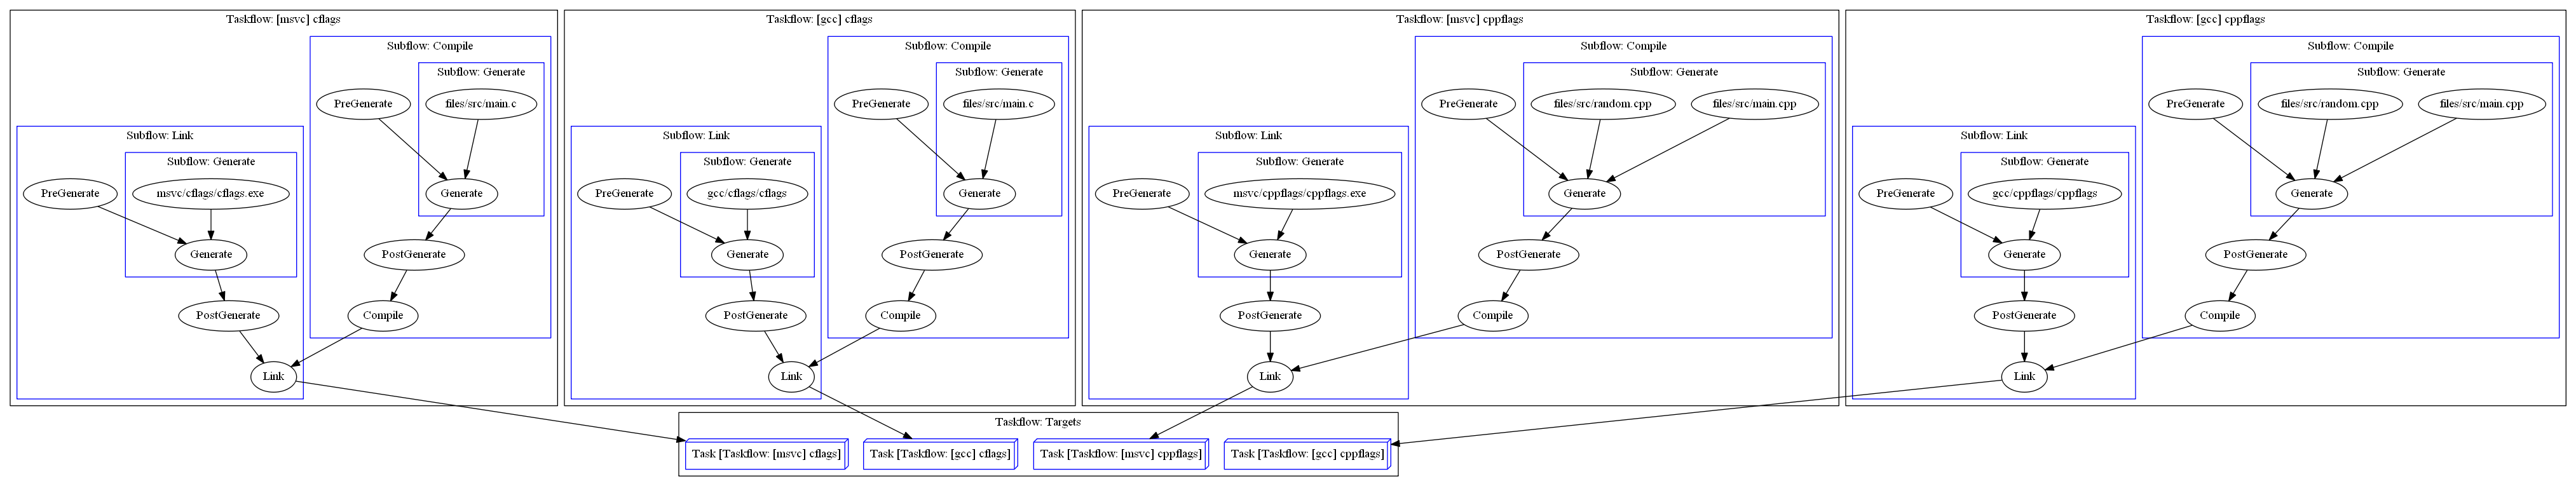 Taskflow: [msvc] cflags
Subflow: Compile
Subflow: Generate
PreGenerate
files/src/main.c
Subflow: Link
Subflow: Generate
PreGenerate
msvc/cflags/cflags.exe
Generate
Generate
PostGenerate
PostGenerate
Compile
Link
Taskflow: [gcc] cflags
Subflow: Compile
Subflow: Generate
PreGenerate
files/src/main.c
Subflow: Link
Subflow: Generate
PreGenerate
gcc/cflags/cflags
Generate
Generate
PostGenerate
PostGenerate
Compile
Link
Taskflow: [msvc] cppflags
Subflow: Compile
Subflow: Generate
PreGenerate
files/src/random.cpp
files/src/main.cpp
Subflow: Link
Subflow: Generate
PreGenerate
msvc/cppflags/cppflags.exe
Generate
Generate
PostGenerate
PostGenerate
Compile
Link
Taskflow: [gcc] cppflags
Subflow: Compile
Subflow: Generate
PreGenerate
files/src/random.cpp
files/src/main.cpp
Subflow: Link
Subflow: Generate
PreGenerate
gcc/cppflags/cppflags
Generate
Generate
PostGenerate
PostGenerate
Compile
Link
Taskflow: Targets
Task [Taskflow: [msvc] cflags]
Task [Taskflow: [gcc] cflags]
Task [Taskflow: [msvc] cppflags]
Task [Taskflow: [gcc] cppflags]